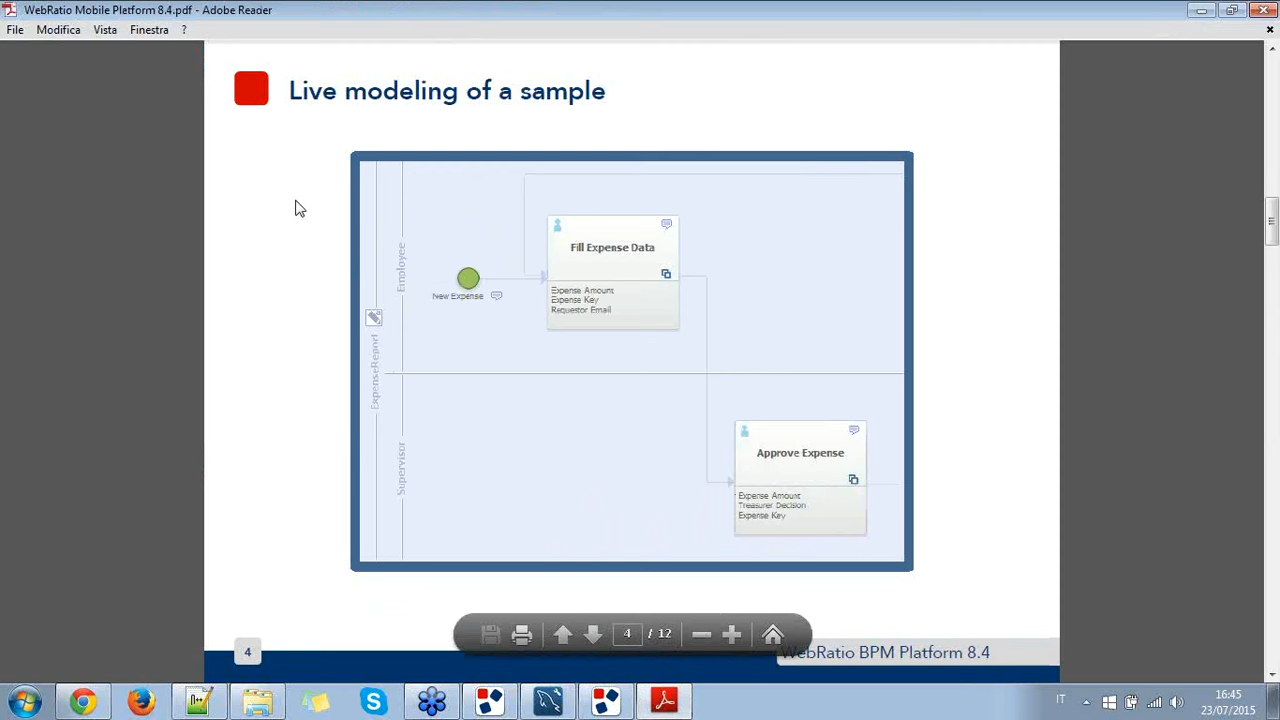 WebRatio Mobile Platform 8.4.pdf - Adobe Reader
File Modifica Vista Finestra ?
Live modeling of a sample
Employee
Fill Expense Data
New Expense
Expense Amount
Expense Key
Requestor Email
ExpenseReport
Supervisor
Approve Expense
Expense Amount
Treasurer Decision
Expense Key
4 / 12
4
WebRatio BPM Platform 8.4
IT
16:45
23/07/2015